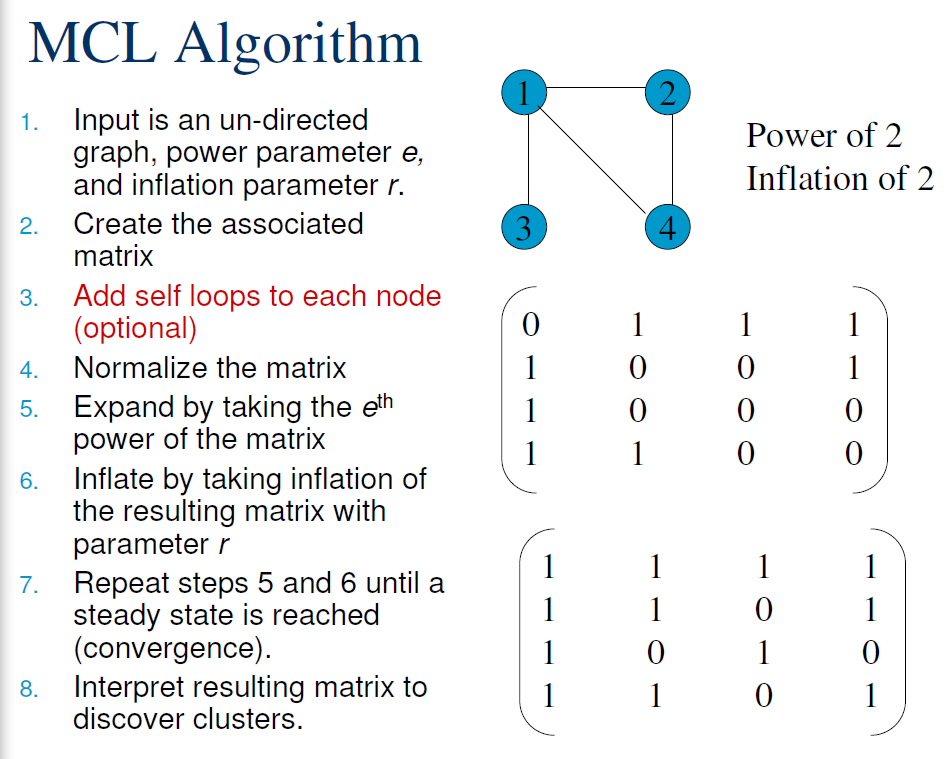 MCL Algorithm
1. Input is an un-directed
graph, power parameter e,
and inflation parameter r.
2. Create the associated
matrix
3. Add self loops to each node
(optional)
4. Normalize the matrix
5. Expand by taking the eth
power of the matrix
6. Inflate by taking inflation of
the resulting matrix with
parameter r
7. Repeat steps 5 and 6 until a
steady state is reached
(convergence).
8. Interpret resulting matrix to
discover clusters.
1 2
3 4
Power of 2
Inflation of 2
0 1 1 1
1 0 0 1
1 0 0 0
1 1 0 0
1 1 1 1
1 1 0 1
1 0 1 0
1 1 0 1